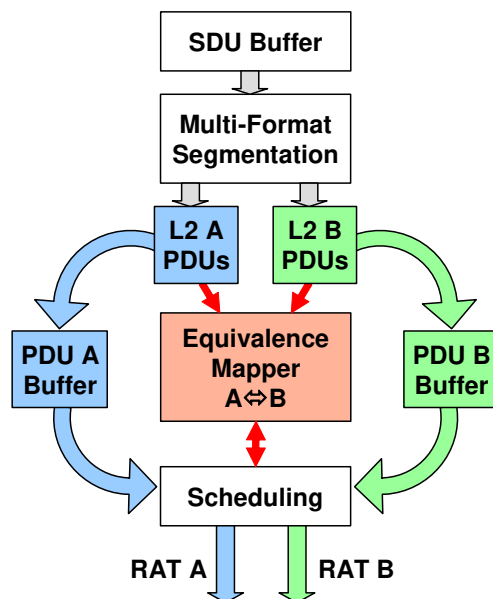 SDU Buffer
Multi-Format
Segmentation
L2 A
PDUs
L2 B
PDUs
PDU A
Buffer
Equivalence
Mapper
A⇔B
PDU B
Buffer
Scheduling
RAT A
RAT B